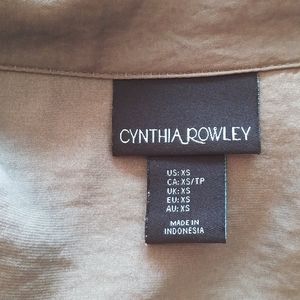 CYNTHIA ROWLEY
US: XS
CA: XS/TP
UK: XS
EU: XS
AU: XS
MADE IN
INDONESIA